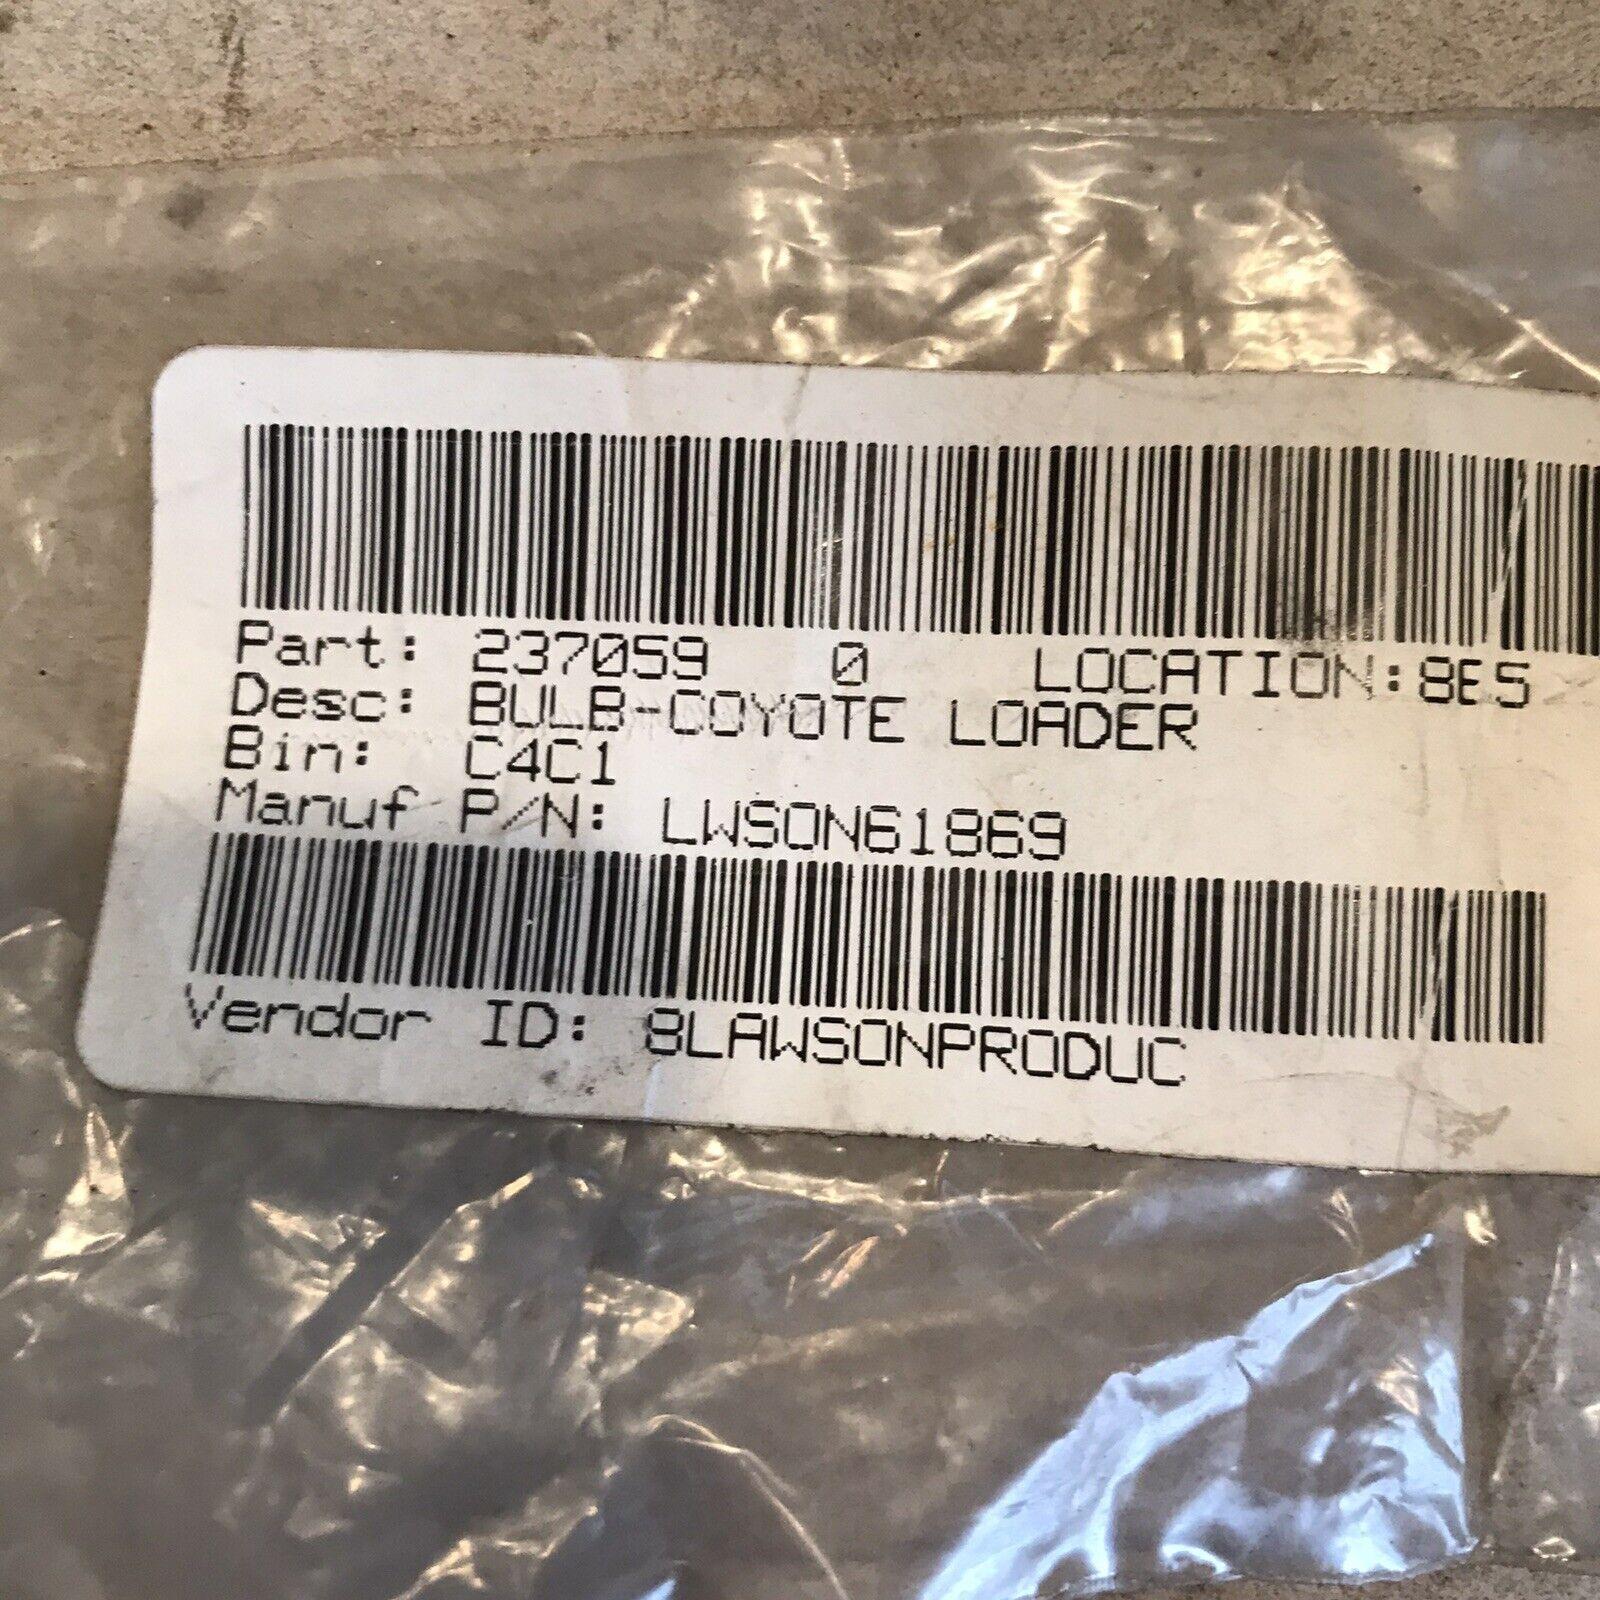 Part: 237059 0 LOCATION:8E5
Desc: BULB-COYOTE LOADER
Bin: C4C1
Manuf P/N: LWSON61869
Vendor ID: 8LAWSONPRODUC